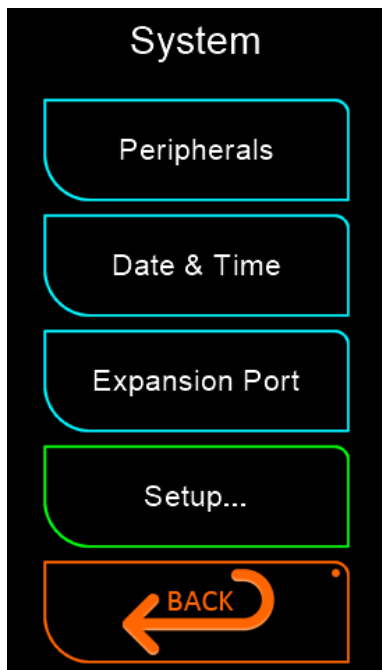 System
Peripherals
Date & Time
Expansion Port
Setup...
BACK